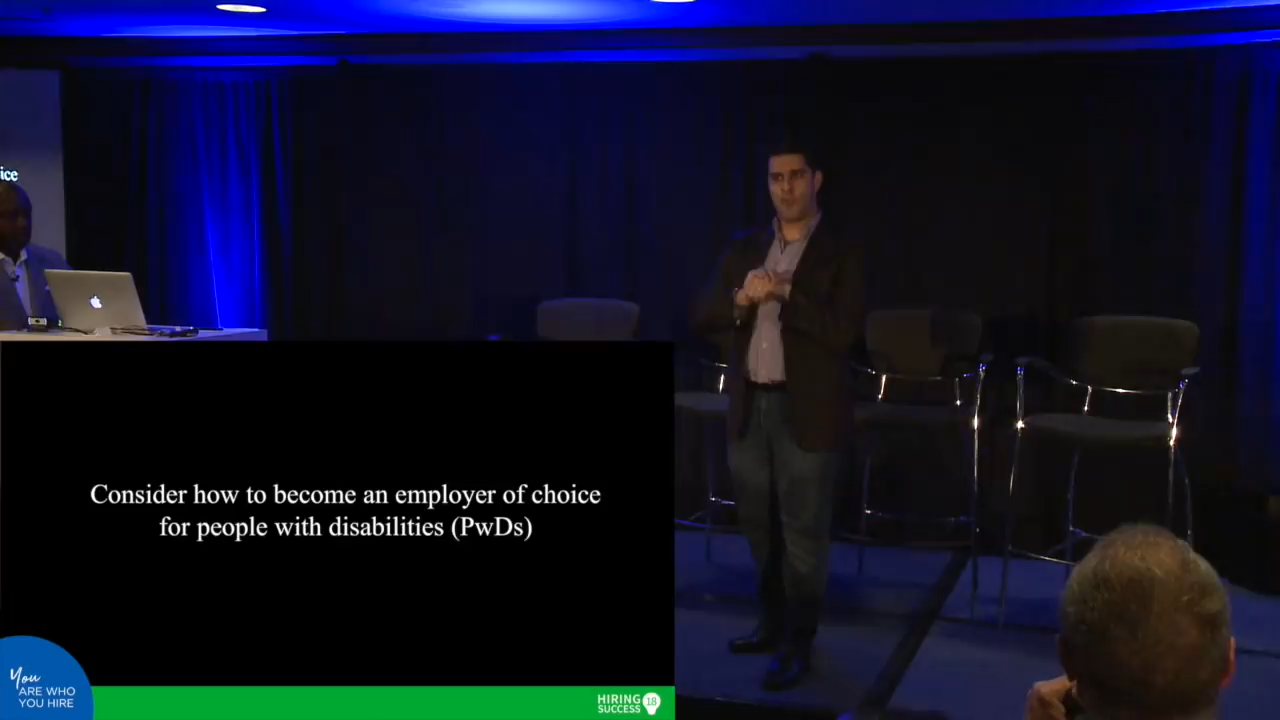 ice
Consider how to become an employer of choice
for people with disabilities (PwDs)
You
ARE WHO
YOU HIRE
HIRING
SUCCESS
18